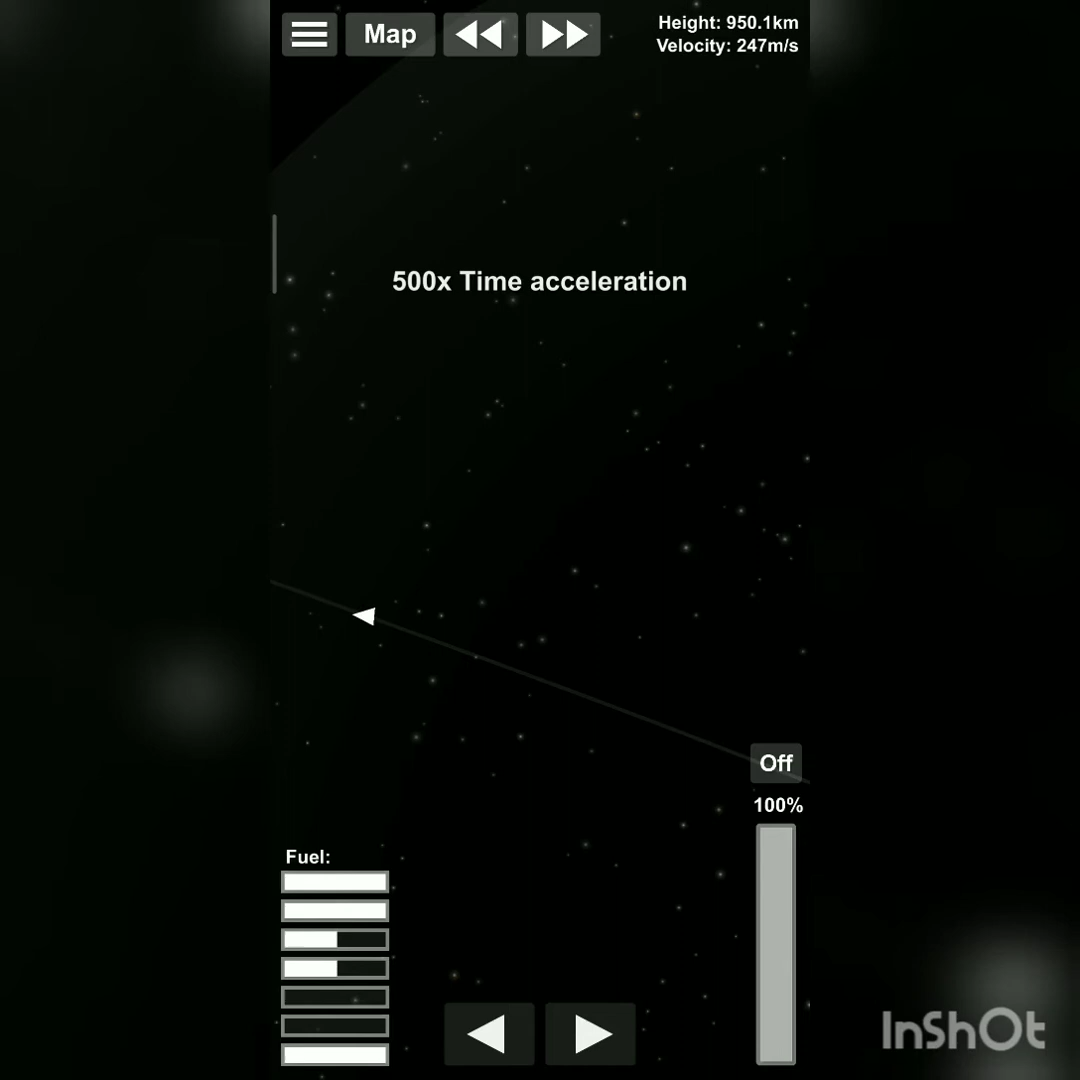 Map
Height: 950.1km
Velocity: 247m/s
500x Time acceleration
Off
100%
Fuel:
InShOt